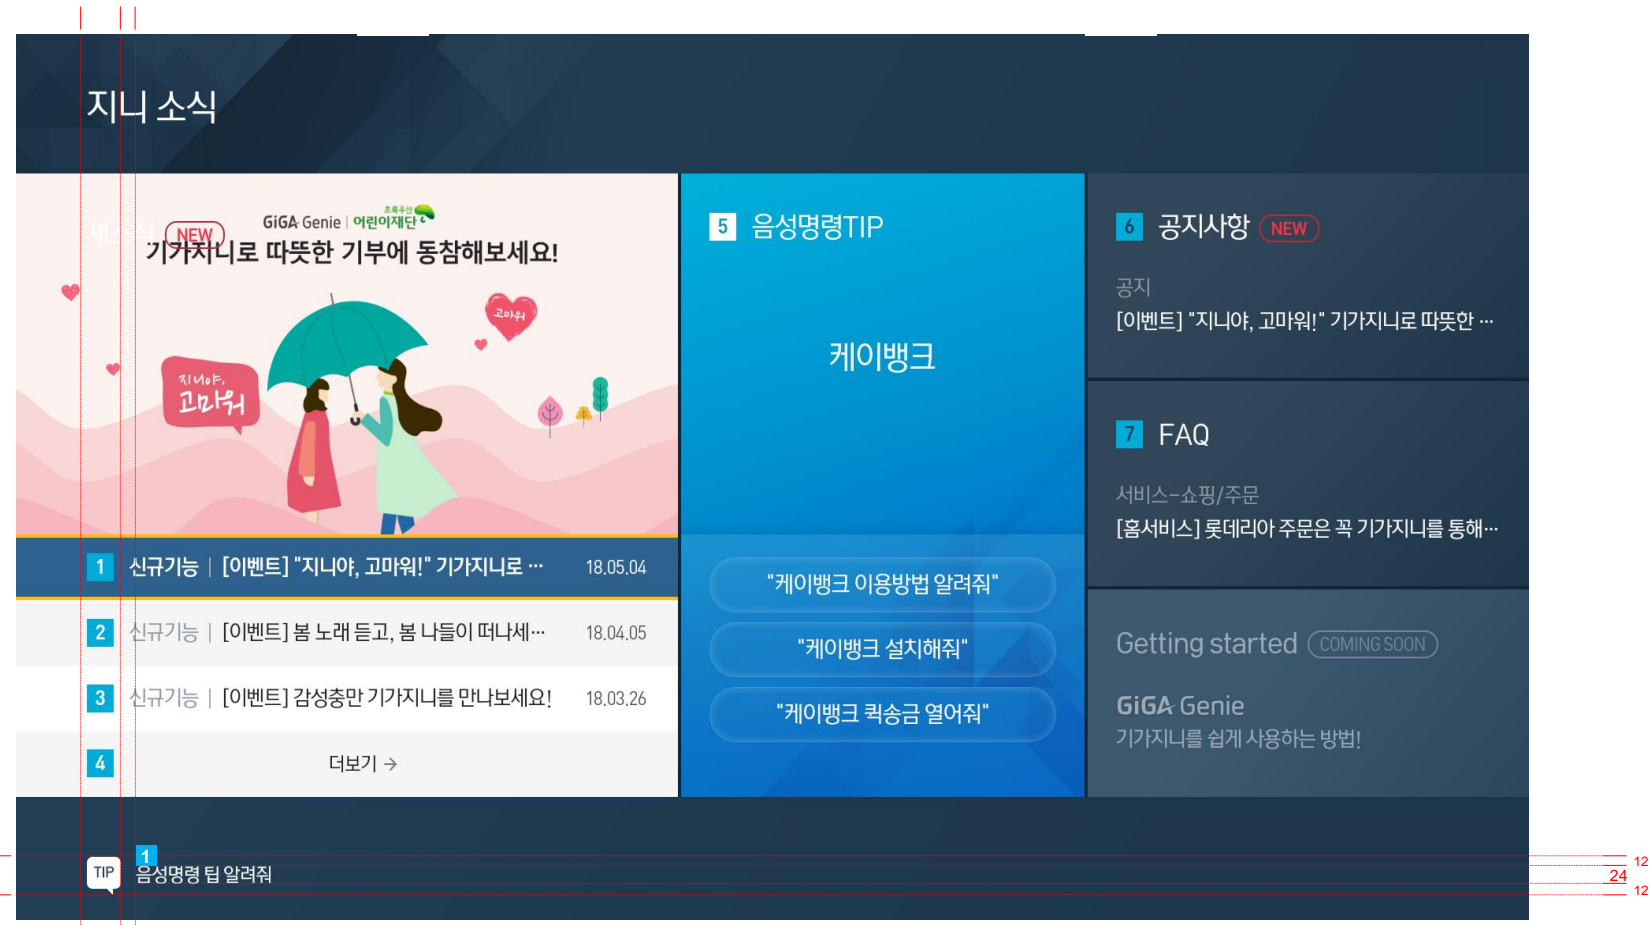 지니 소식
새소식 NEW
GiGA Genie | 초록우산 어린이재단
기가지니로 따뜻한 기부에 동참해보세요!
고마워
지니야,
고마워
1 신규기능 | [이벤트] "지니야, 고마워!" 기가지니로 ··· 18.05.04
2 신규기능 | [이벤트] 봄 노래 듣고, 봄 나들이 떠나세··· 18.04.05
3 신규기능 | [이벤트] 감성충만 기가지니를 만나보세요! 18.03.26
4 더보기 →
5 음성명령TIP
케이뱅크
"케이뱅크 이용방법 알려줘"
"케이뱅크 설치해줘"
"케이뱅크 퀵송금 열어줘"
6 공지사항 NEW
공지
[이벤트] "지니야, 고마워!" 기가지니로 따뜻한 ···
7 FAQ
서비스-쇼핑/주문
[홈서비스] 롯데리아 주문은 꼭 기가지니를 통해···
Getting started COMING SOON
GiGA Genie
기가지니를 쉽게 사용하는 방법!
1
TIP 음성명령 팁 알려줘
12
24
12